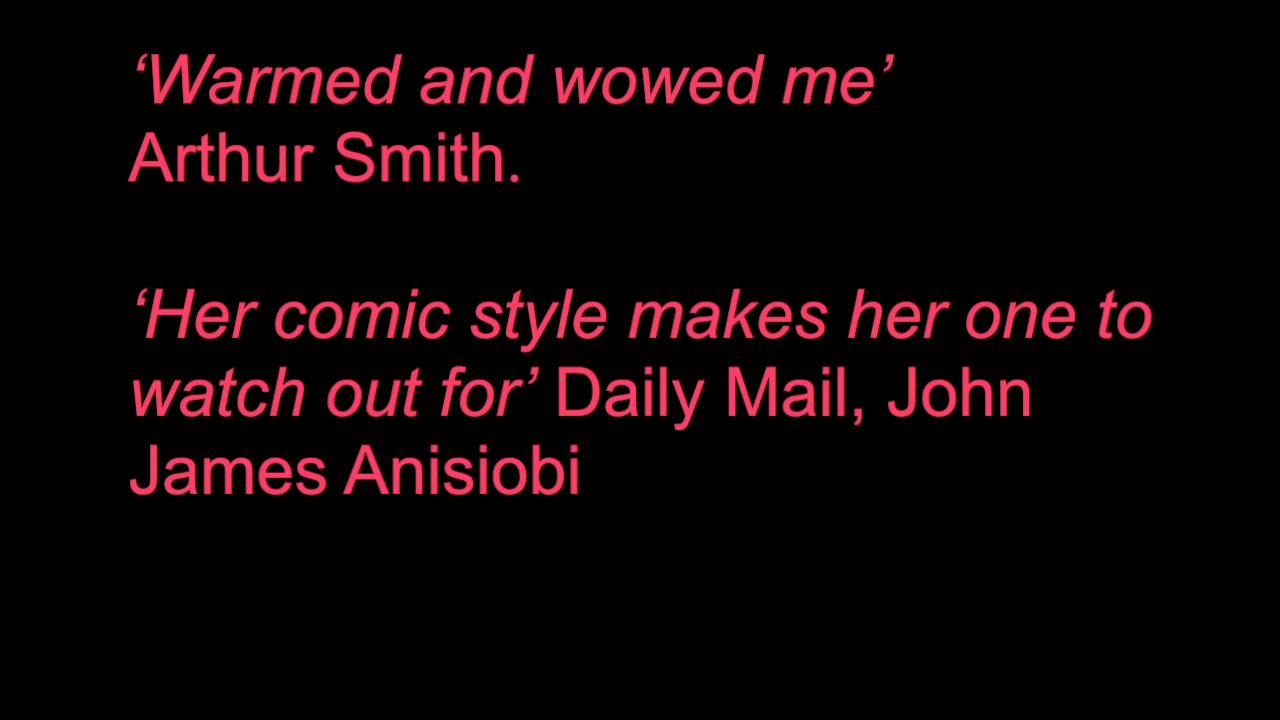 ‘Warmed and wowed me’
Arthur Smith.
‘Her comic style makes her one to
watch out for’ Daily Mail, John
James Anisiobi